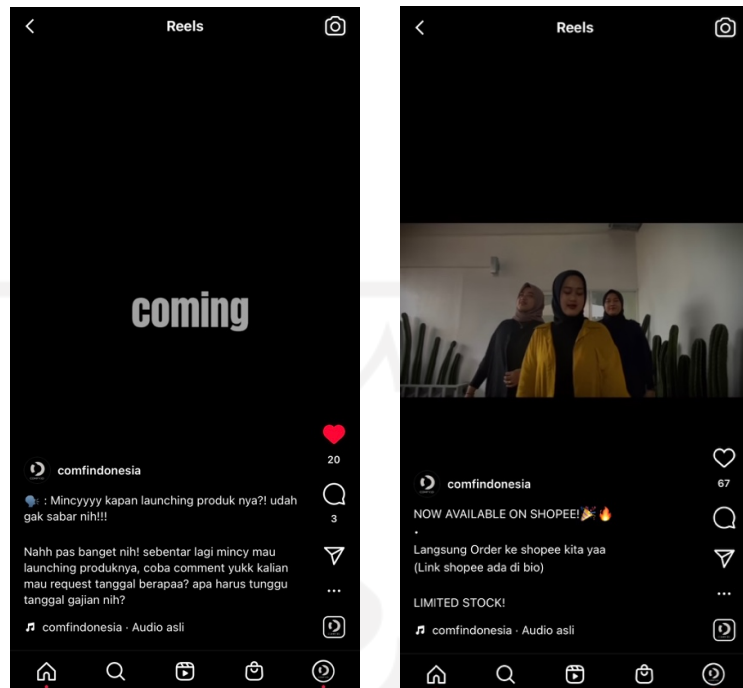 Reels
coming
20
comfindonesia
🗣 : Mincyyyy kapan launching produk nya?! udah
gak sabar nih!!!
3
Nahh pas banget nih! sebentar lagi mincy mau
launching produknya, coba comment yukk kalian
mau request tanggal berapaa? apa harus tunggu
tanggal gajian nih?
comfindonesia · Audio asli
Reels
comfindonesia
67
NOW AVAILABLE ON SHOPEE!🎉🔥
•
Langsung Order ke shopee kita yaa
(Link shopee ada di bio)
LIMITED STOCK!
comfindonesia · Audio asli